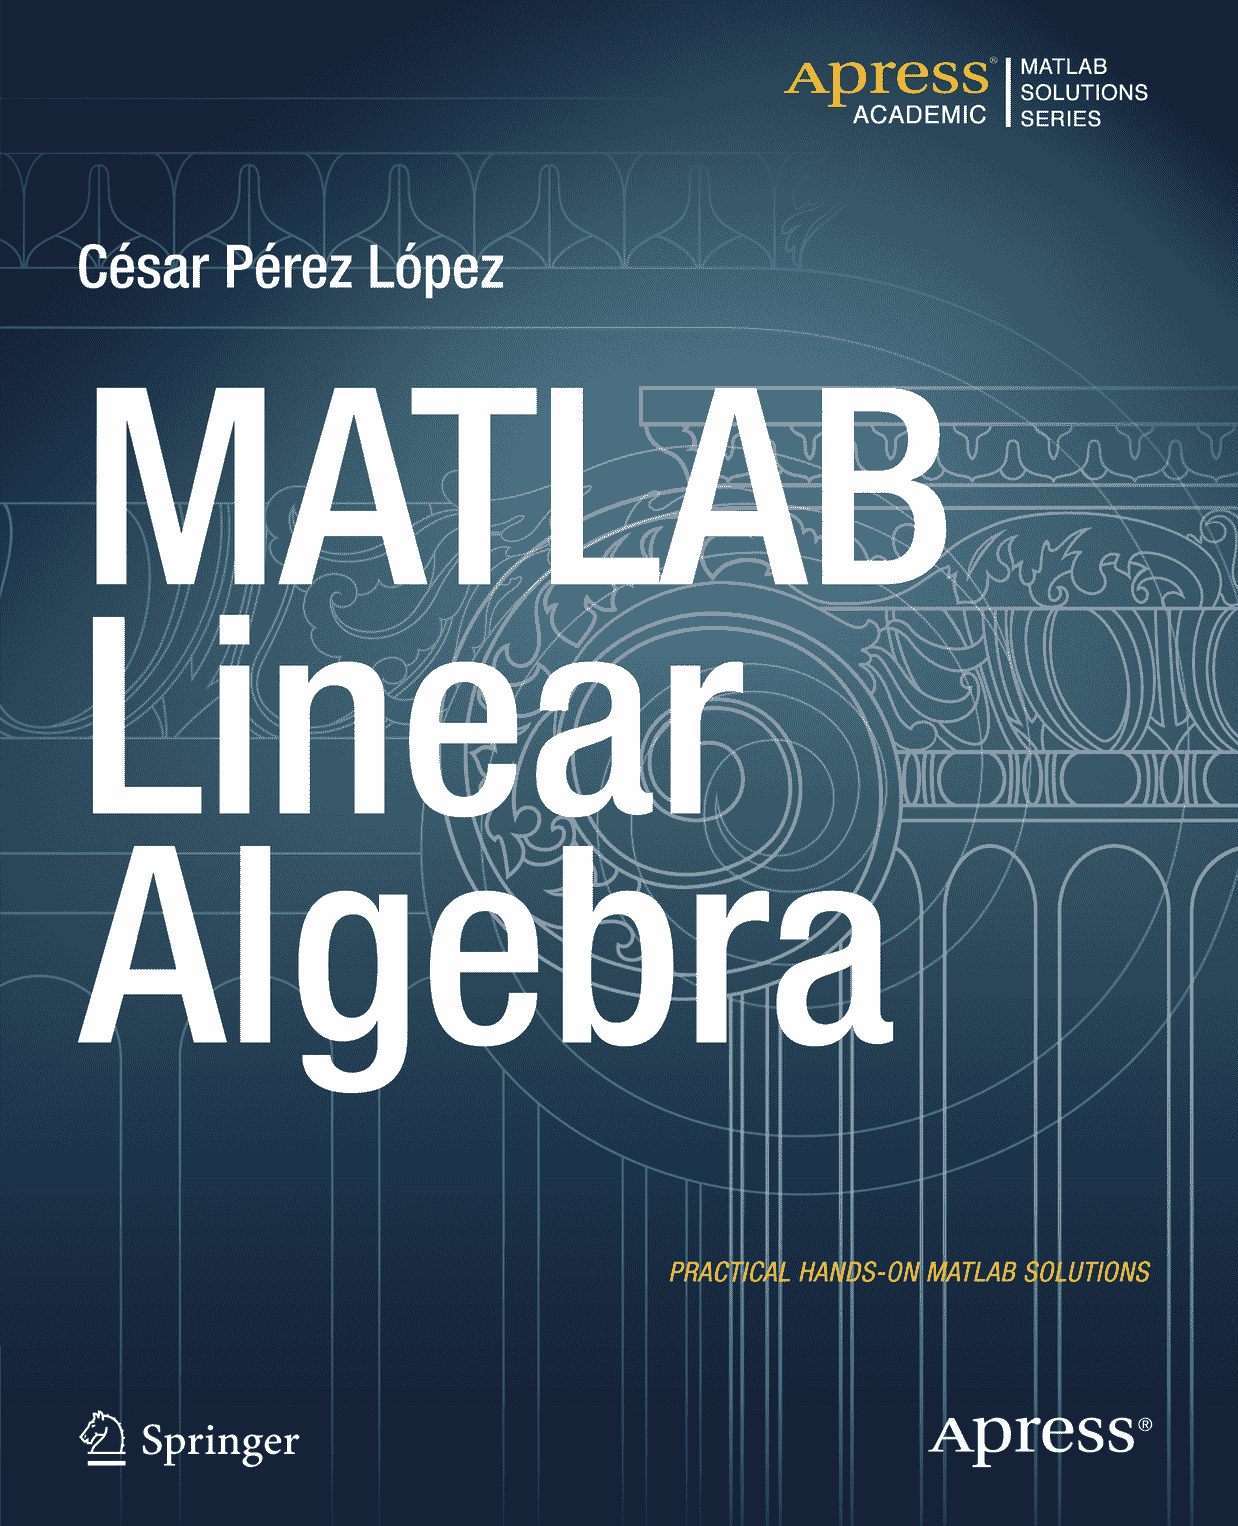 Apress®
ACADEMIC
MATLAB
SOLUTIONS
SERIES
César Pérez López
MATLAB
Linear
Algebra
PRACTICAL HANDS-ON MATLAB SOLUTIONS
Springer
Apress®